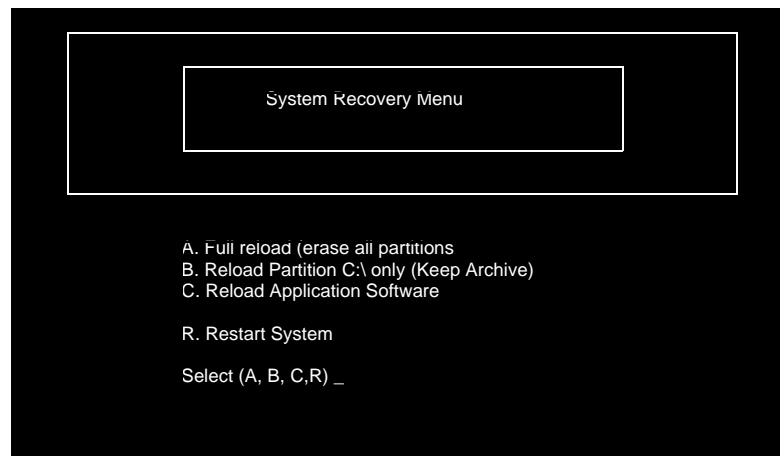 System Recovery Menu
A. Full reload (erase all partitions
B. Reload Partition C:\ only (Keep Archive)
C. Reload Application Software
R. Restart System
Select (A, B, C,R) _